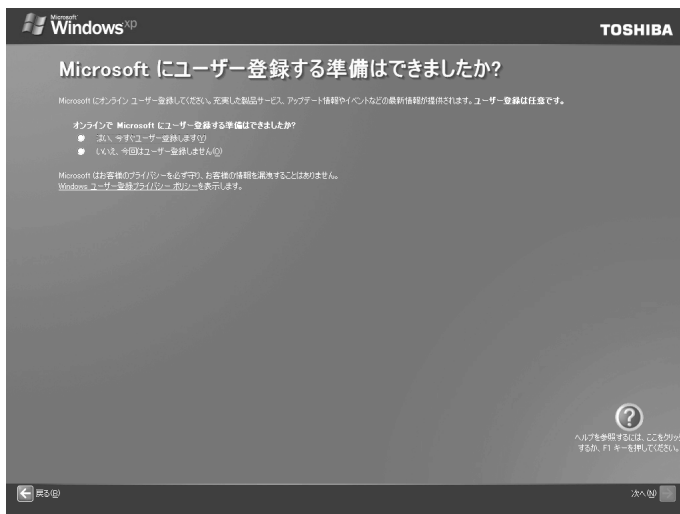 Microsoft
Windows xp
TOSHIBA
Microsoft にユーザー登録する準備はできましたか?
Microsoft にオンライン ユーザー登録してください。充実した製品サービス、アップデート情報やイベントなどの最新情報が提供されます。ユーザー登録は任意です。
オンラインで Microsoft にユーザー登録する準備はできましたか?
はい、今すぐユーザー登録します(Y)
いいえ、今回はユーザー登録しません(O)
Microsoft はお客様のプライバシーを必ず守り、お客様の情報を漏洩することはありません。
Windows ユーザー登録プライバシー ポリシーを表示します。
ヘルプを参照するには、ここをクリッ
するか、F1 キーを押してください。
戻る(B)
次へ(N)